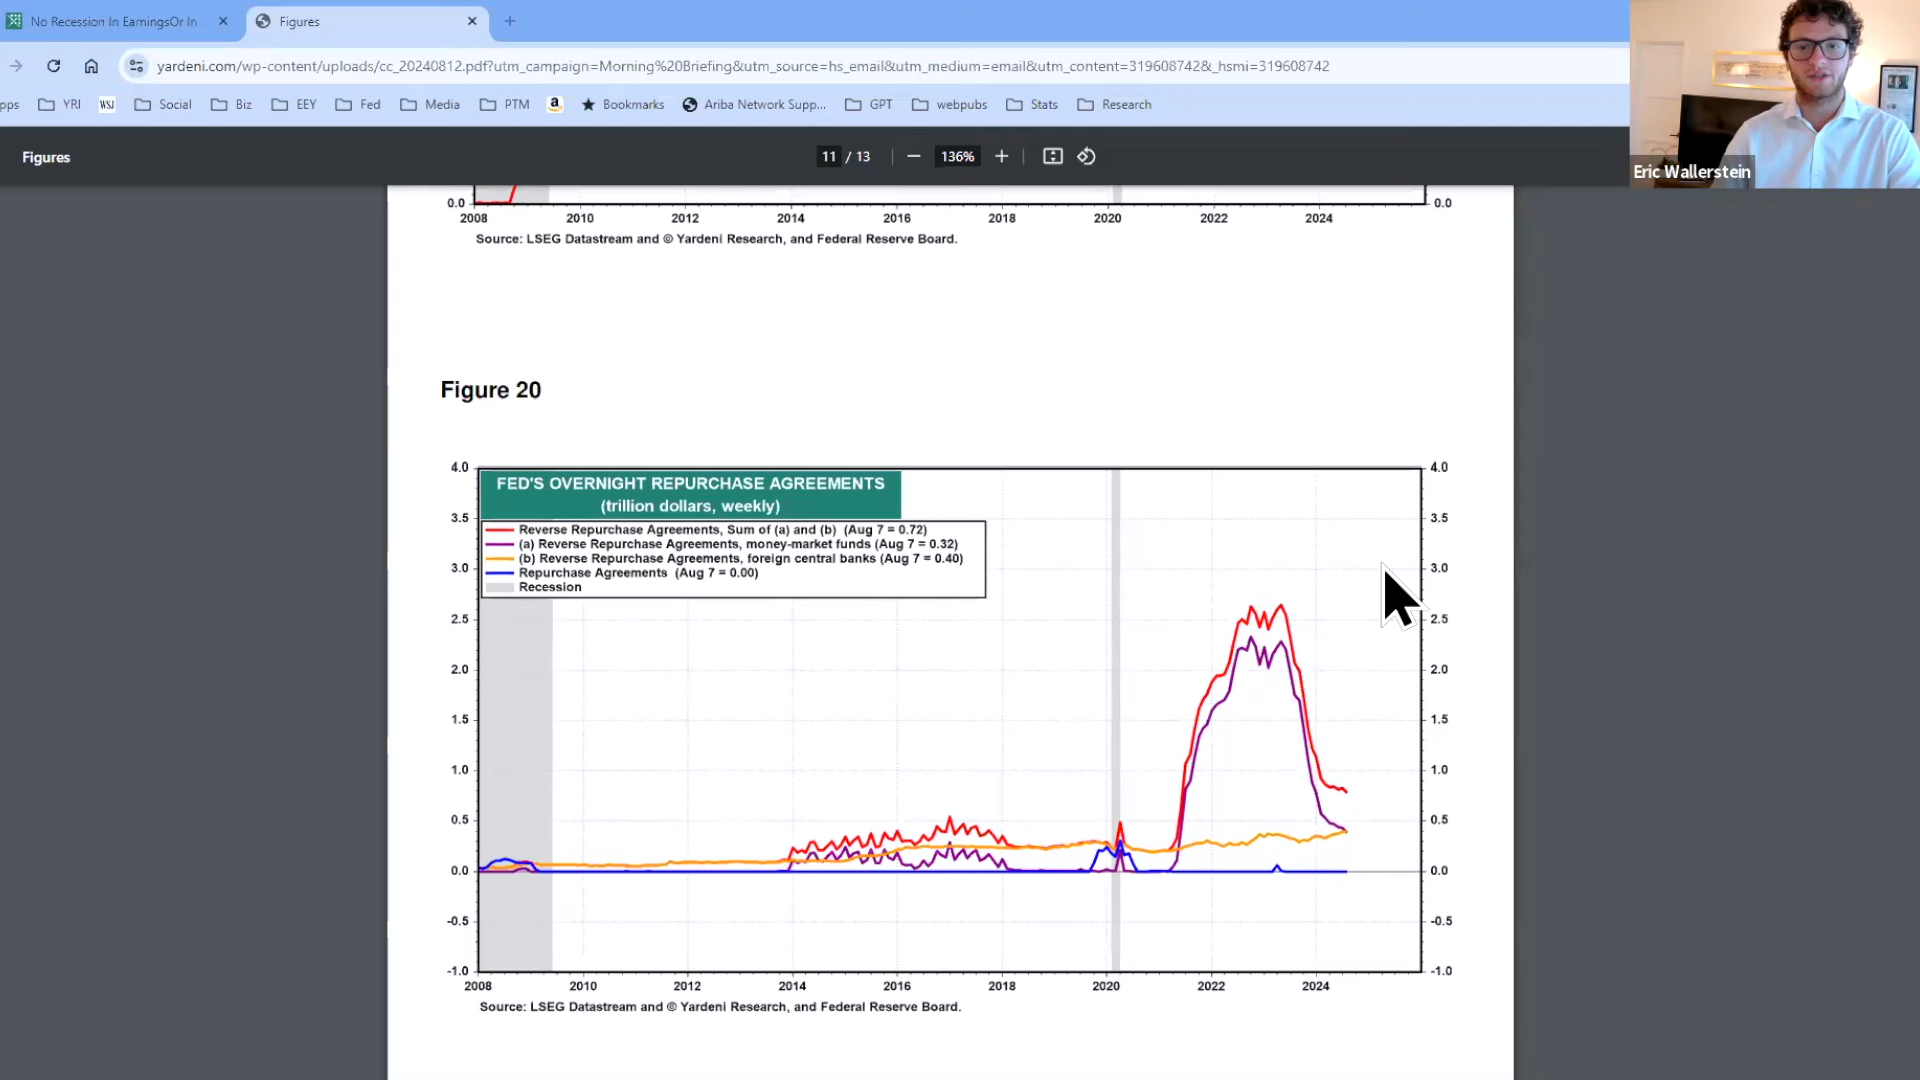 No Recession In EarningsOr In
Figures
yardeni.com/wp-content/uploads/cc_20240812.pdf?utm_campaign=Morning%20Briefing&utm_source=hs_email&utm_medium=email&utm_content=319608742&_hsmi=319608742
pps YRI WSJ Social Biz EEY Fed Media PTM a Bookmarks Ariba Network Supp... GPT webpubs Stats Research
Figures
11 / 13 136%
Eric Wallerstein
0.0 0.0
2008 2010 2012 2014 2016 2018 2020 2022 2024
Source: LSEG Datastream and © Yardeni Research, and Federal Reserve Board.
Figure 20
4.0 4.0
FED'S OVERNIGHT REPURCHASE AGREEMENTS
(trillion dollars, weekly)
3.5 3.5
Reverse Repurchase Agreements, Sum of (a) and (b) (Aug 7 = 0.72)
(a) Reverse Repurchase Agreements, money-market funds (Aug 7 = 0.32)
(b) Reverse Repurchase Agreements, foreign central banks (Aug 7 = 0.40)
3.0 3.0
Repurchase Agreements (Aug 7 = 0.00)
Recession
2.5 2.5
2.0 2.0
1.5 1.5
1.0 1.0
0.5 0.5
0.0 0.0
-0.5 -0.5
-1.0 -1.0
2008 2010 2012 2014 2016 2018 2020 2022 2024
Source: LSEG Datastream and © Yardeni Research, and Federal Reserve Board.